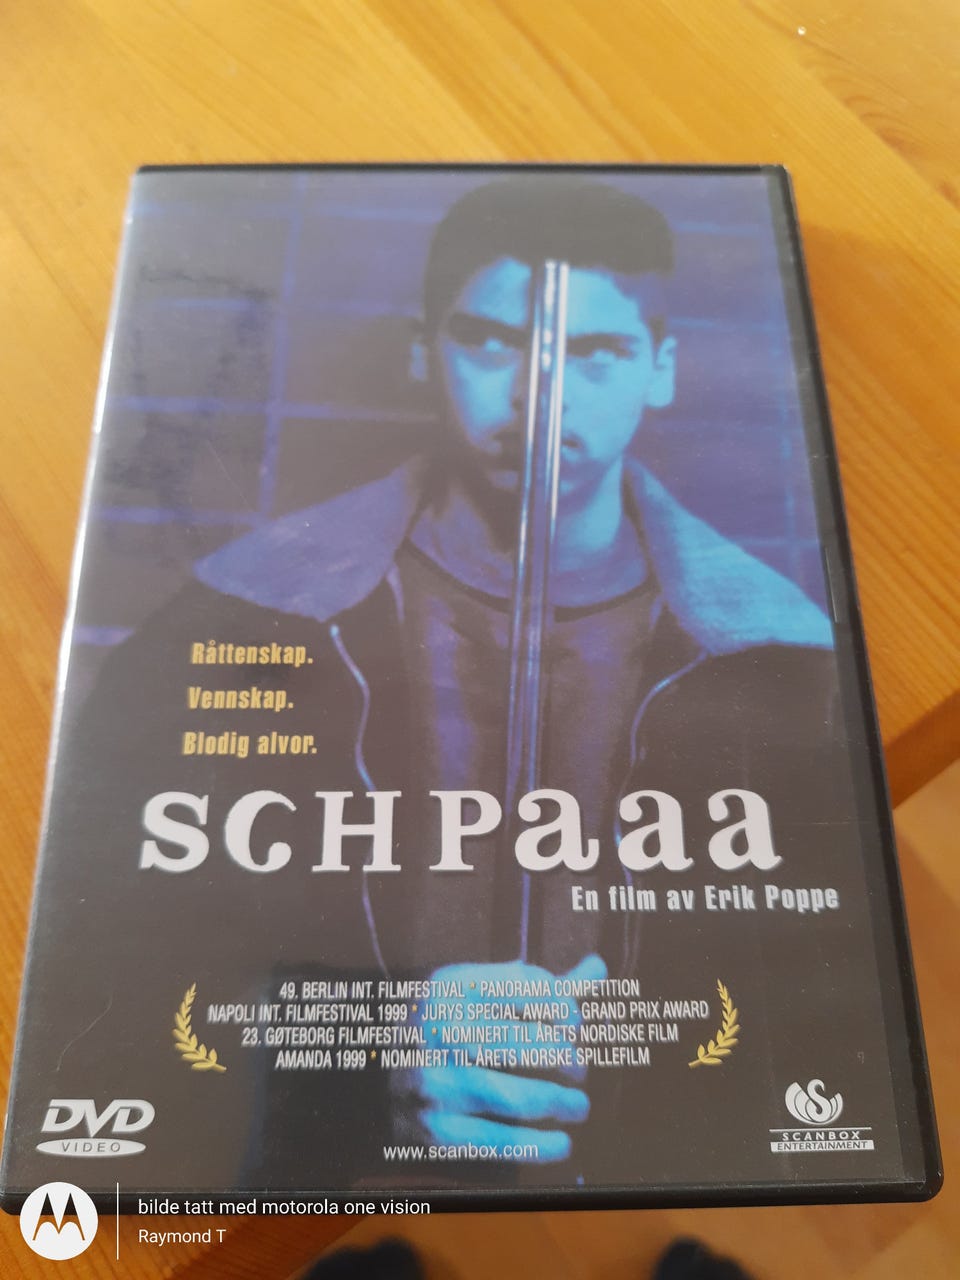 Råttenskap.
Vennskap.
Blodig alvor.
SCHPaaa
En film av Erik Poppe
49. BERLIN INT. FILMFESTIVAL * PANORAMA COMPETITION
NAPOLI INT. FILMFESTIVAL 1999 * JURYS SPECIAL AWARD - GRAND PRIX AWARD
23. GØTEBORG FILMFESTIVAL * NOMINERT TIL ÅRETS NORDISKE FILM
AMANDA 1999 * NOMINERT TIL ÅRETS NORSKE SPILLEFILM
DVD
VIDEO
www.scanbox.com
S
SCANBOX
ENTERTAINMENT
bilde tatt med motorola one vision
Raymond T